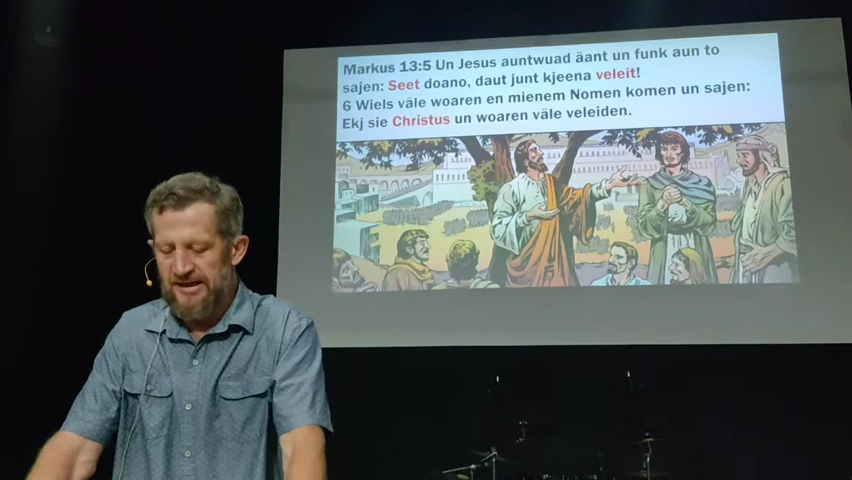 Markus 13:5 Un Jesus auntwuad äant un funk aun to
sajen: Seet doano, daut junt kjeena veleit!
6 Wiels väle woaren en mienem Nomen komen un sajen:
Ekj sie Christus un woaren väle veleiden.